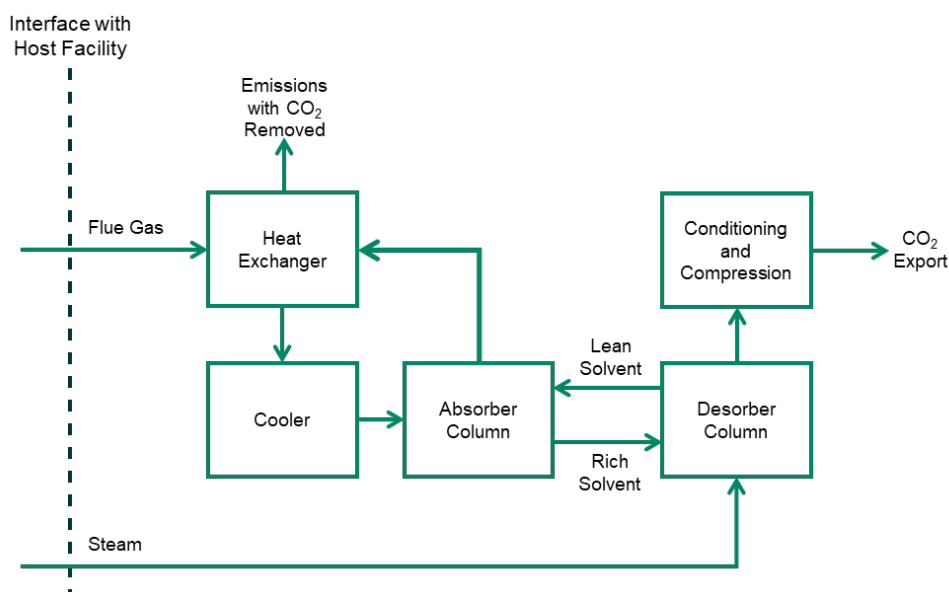 Interface with
Host Facility
Emissions
with CO₂
Removed
Flue Gas
Heat
Exchanger
Conditioning
and
Compression
CO₂
Export
Lean
Solvent
Cooler
Absorber
Column
Desorber
Column
Rich
Solvent
Steam